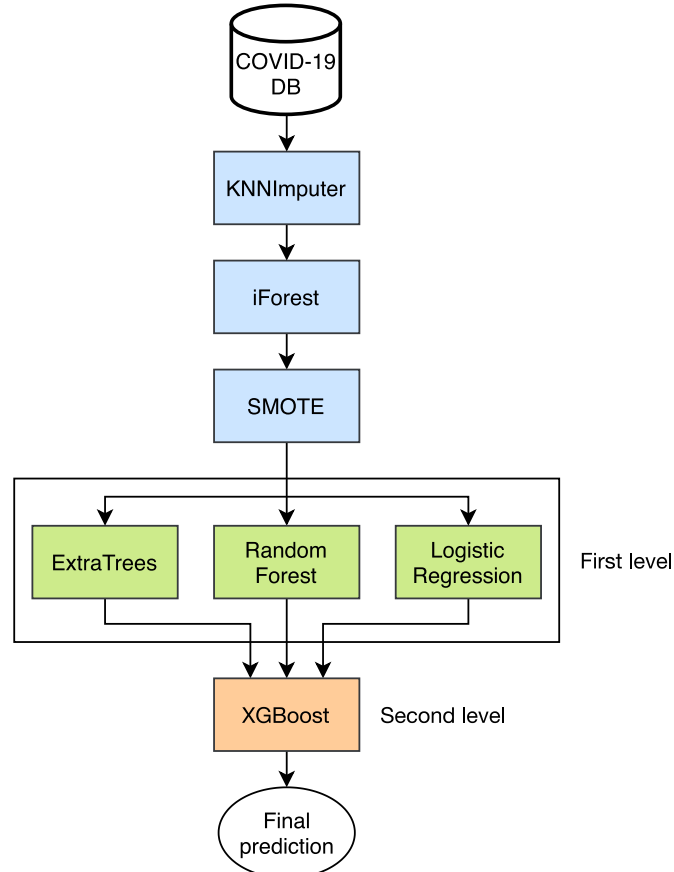 COVID-19
DB
KNNImputer
iForest
SMOTE
ExtraTrees
Random
Forest
Logistic
Regression
First level
XGBoost
Second level
Final
prediction